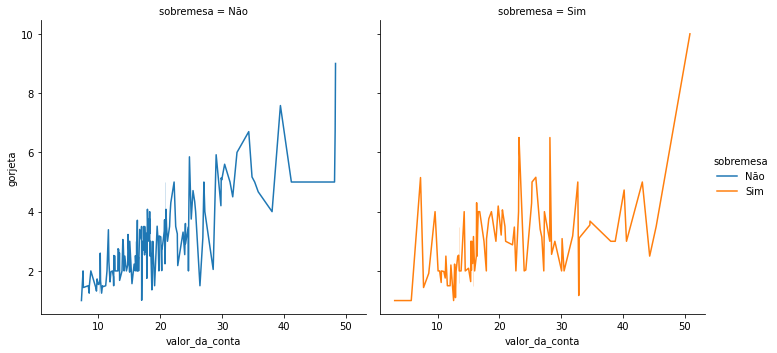 sobremesa = Não
sobremesa = Sim
10
8
6
4
2
gorjeta
10
20
30
40
50
valor_da_conta
10
20
30
40
50
valor_da_conta
sobremesa
Não
Sim